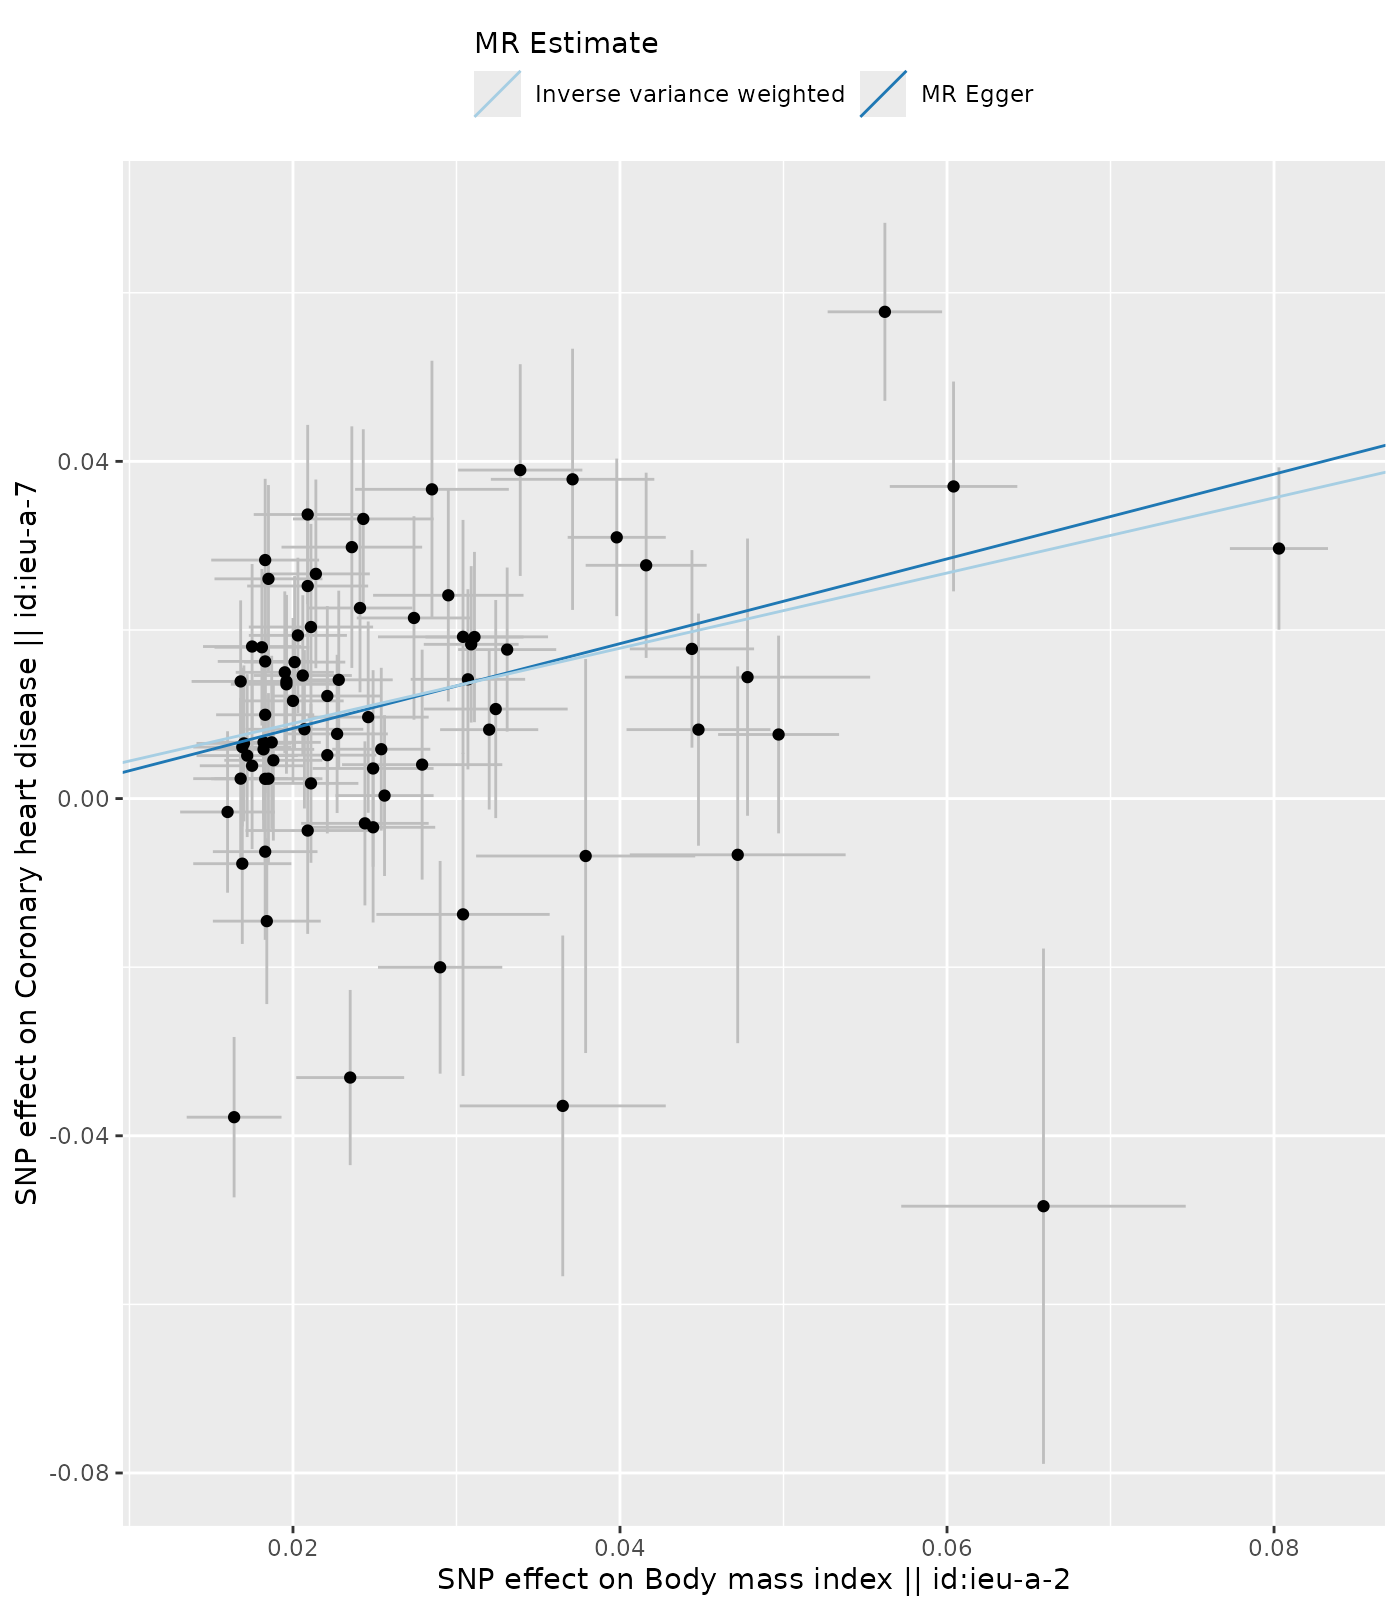 MR Estimate
Inverse variance weighted MR Egger
SNP effect on Coronary heart disease || id:ieu-a-7
0.04
0.00
-0.04
-0.08
0.02 0.04 0.06 0.08
SNP effect on Body mass index || id:ieu-a-2